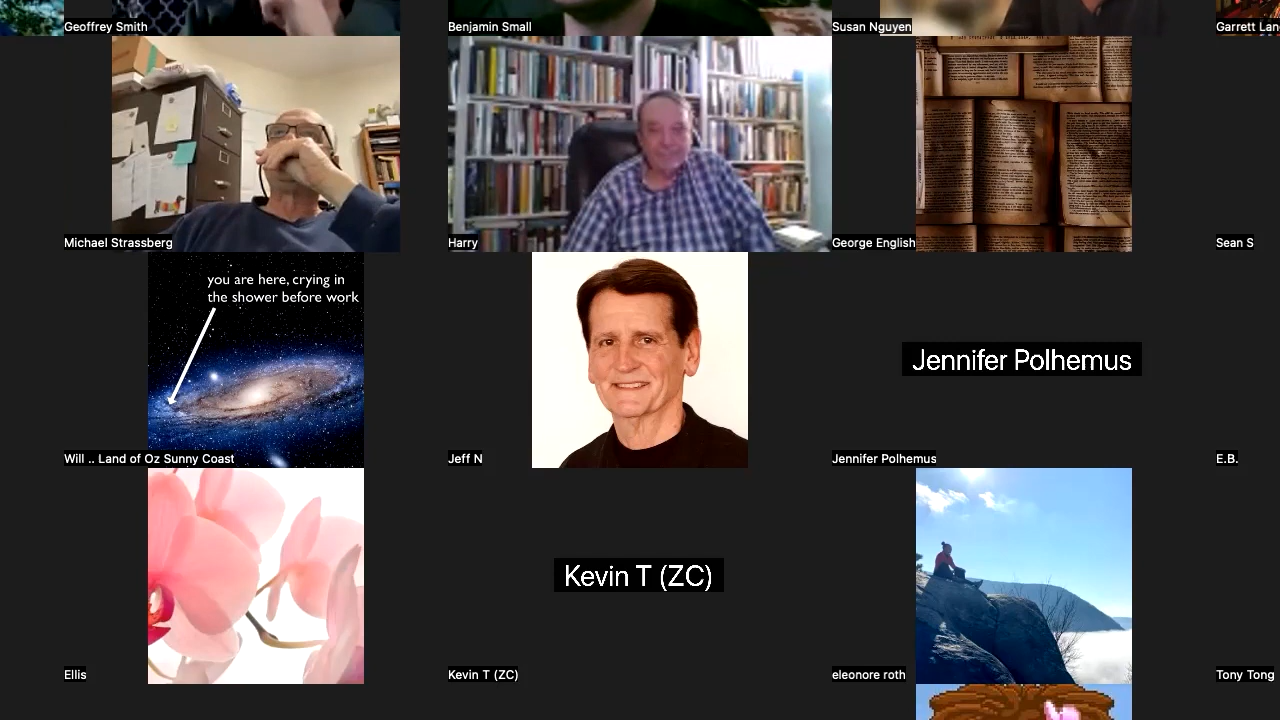 Geoffrey Smith
Benjamin Small
Susan Nguyen
Garrett Lan
Michael Strassberg
Harry
George English
Sean S
you are here, crying in
the shower before work
Will .. Land of Oz Sunny Coast
Jeff N
Jennifer Polhemus
Jennifer Polhemus
E.B.
Ellis
Kevin T (ZC)
Kevin T (ZC)
eleonore roth
Tony Tong